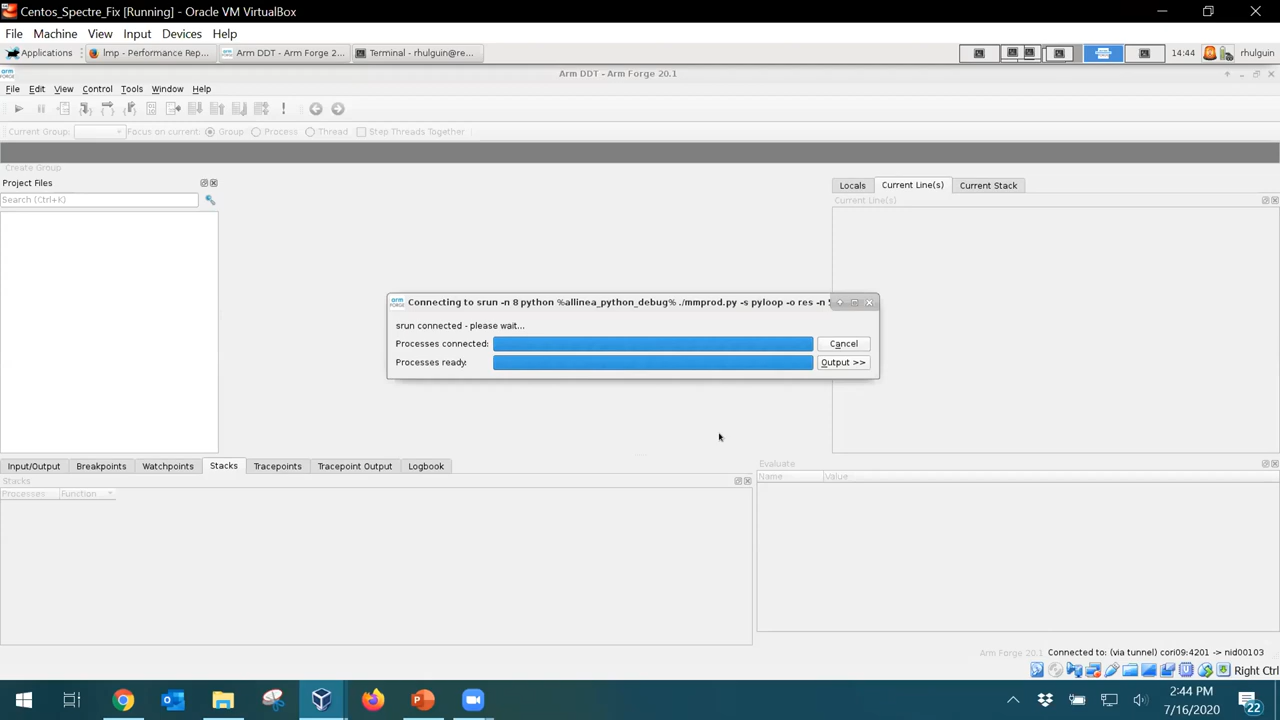 Centos_Spectre_Fix [Running] - Oracle VM VirtualBox
File Machine View Input Devices Help
Applications lmp - Performance Rep... Arm DDT - Arm Forge 2... Terminal - rhulguin@re... 14:44 rhulguin
arm FORGE Arm DDT - Arm Forge 20.1
File Edit View Control Tools Window Help
Current Group: Focus on current: Group Process Thread Step Threads Together
Create Group
Project Files Locals Current Line(s) Current Stack
Search (Ctrl+K) Current Line(s)
arm FORGE Connecting to srun -n 8 python %allinea_python_debug% ./mmprod.py -s pyloop -o res -n
srun connected - please wait...
Processes connected: Cancel
Processes ready: Output >>
Input/Output Breakpoints Watchpoints Stacks Tracepoints Tracepoint Output Logbook Evaluate
Stacks Name Value
Processes Function
Arm Forge 20.1 Connected to: (via tunnel) cori09:4201 -> nid00103
Right Ctrl
2:44 PM
7/16/2020 22